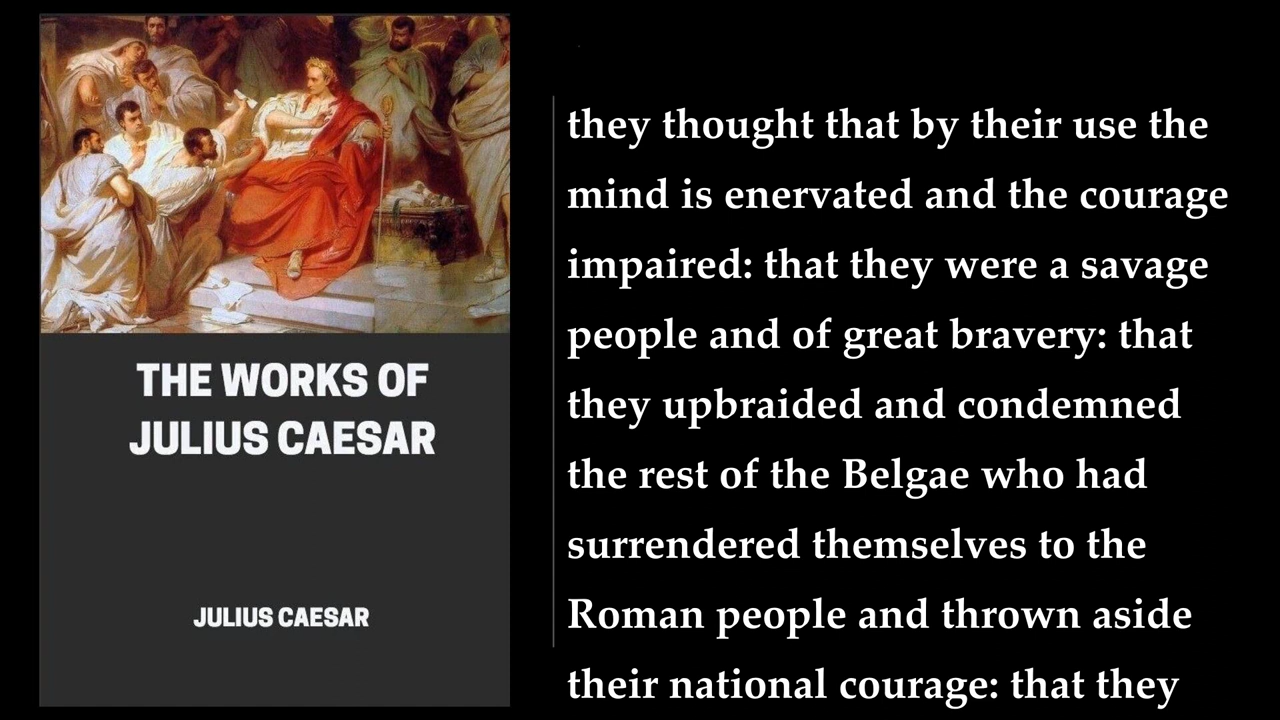 THE WORKS OF
JULIUS CAESAR
JULIUS CAESAR
they thought that by their use the
mind is enervated and the courage
impaired: that they were a savage
people and of great bravery: that
they upbraided and condemned
the rest of the Belgae who had
surrendered themselves to the
Roman people and thrown aside
their national courage: that they